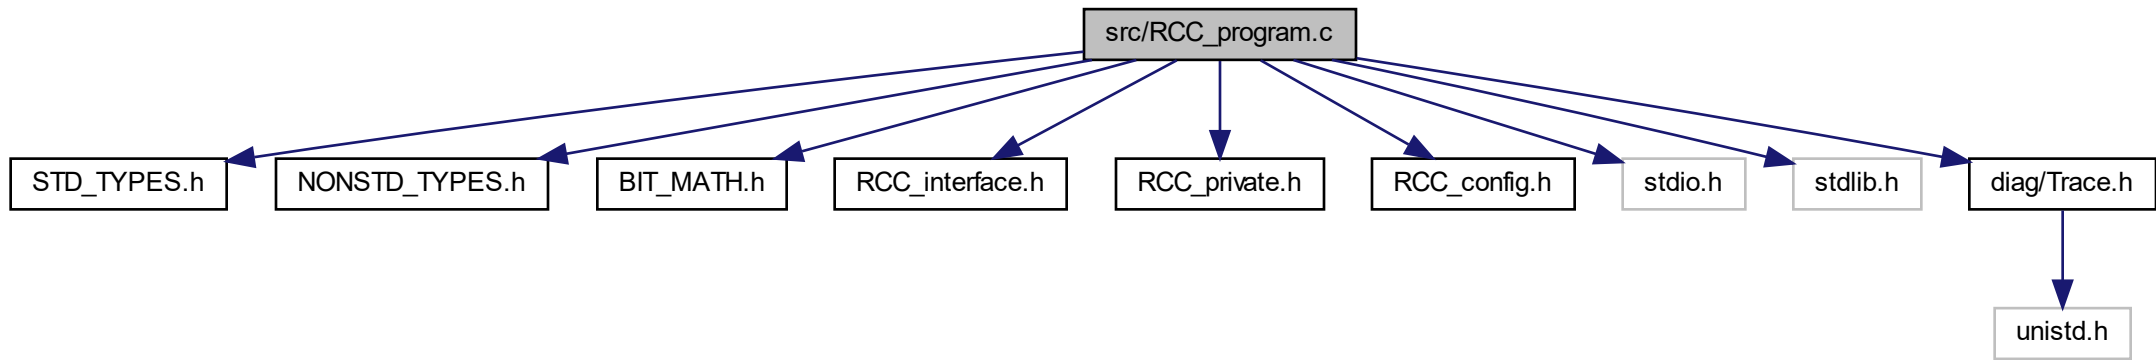 src/RCC_program.c
STD_TYPES.h
NONSTD_TYPES.h
BIT_MATH.h
RCC_interface.h
RCC_private.h
RCC_config.h
stdio.h
stdlib.h
diag/Trace.h
unistd.h